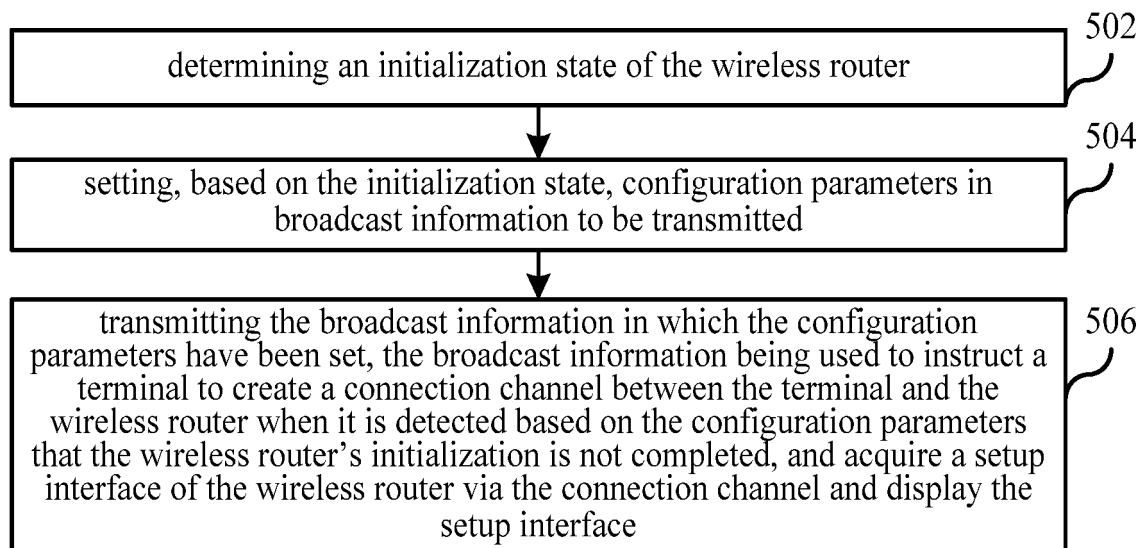 502
determining an initialization state of the wireless router
504
setting, based on the initialization state, configuration parameters in
broadcast information to be transmitted
506
transmitting the broadcast information in which the configuration
parameters have been set, the broadcast information being used to instruct a
terminal to create a connection channel between the terminal and the
wireless router when it is detected based on the configuration parameters
that the wireless router's initialization is not completed, and acquire a setup
interface of the wireless router via the connection channel and display the
setup interface